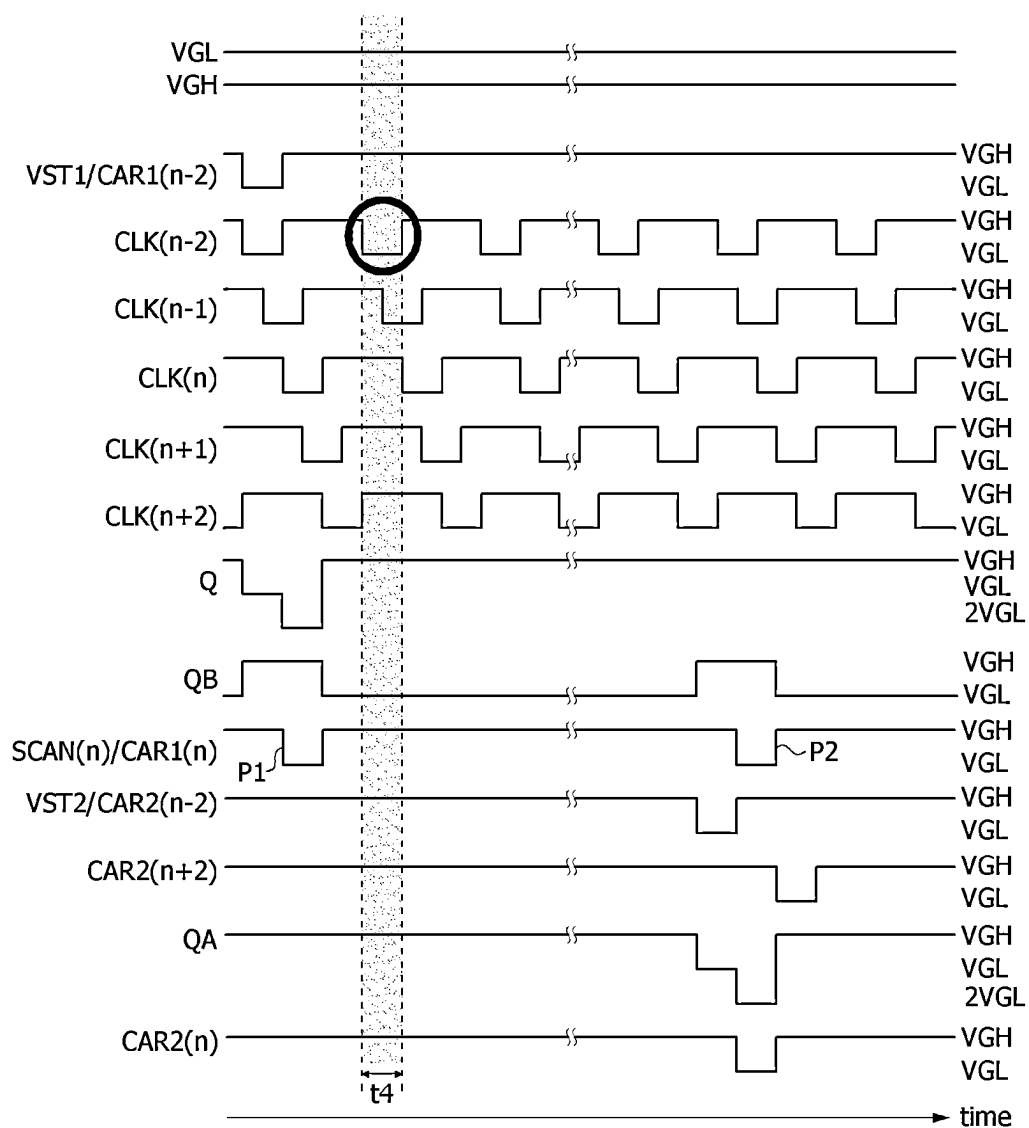 VGL
VGH
VST1/CAR1(n-2) VGH
VGL
CLK(n-2) VGH
VGL
CLK(n-1) VGH
VGL
CLK(n) VGH
VGL
CLK(n+1) VGH
VGL
CLK(n+2) VGH
VGL
Q VGH
VGL
2VGL
QB VGH
VGL
SCAN(n)/CAR1(n) P1 P2 VGH
VGL
VST2/CAR2(n-2) VGH
VGL
CAR2(n+2) VGH
VGL
QA VGH
VGL
2VGL
CAR2(n) VGH
VGL
t4
time